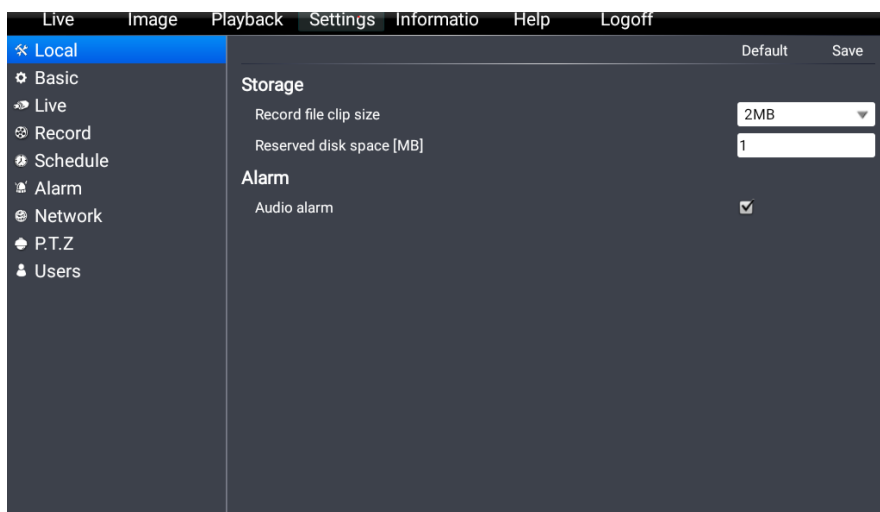 Live Image Playback Settings Informatio Help Logoff
Local
Basic
Live
Record
Schedule
Alarm
Network
P.T.Z
Users
Default Save
Storage
Record file clip size 2MB
Reserved disk space [MB] 1
Alarm
Audio alarm